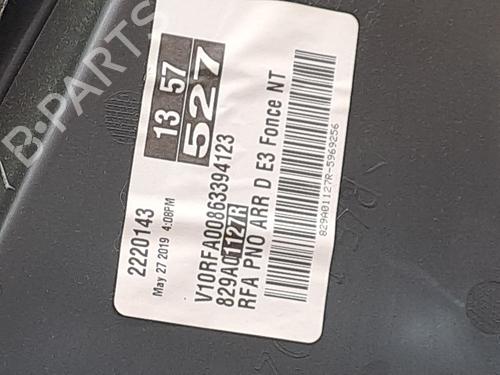 13 57
527
2220143
May 27 2019 4:08PM
V10RFA00863394123
829A01127R
RFA PNO ARR D E3 Fonce NT
829A01127R-5969256
B-PARTS
>PP<